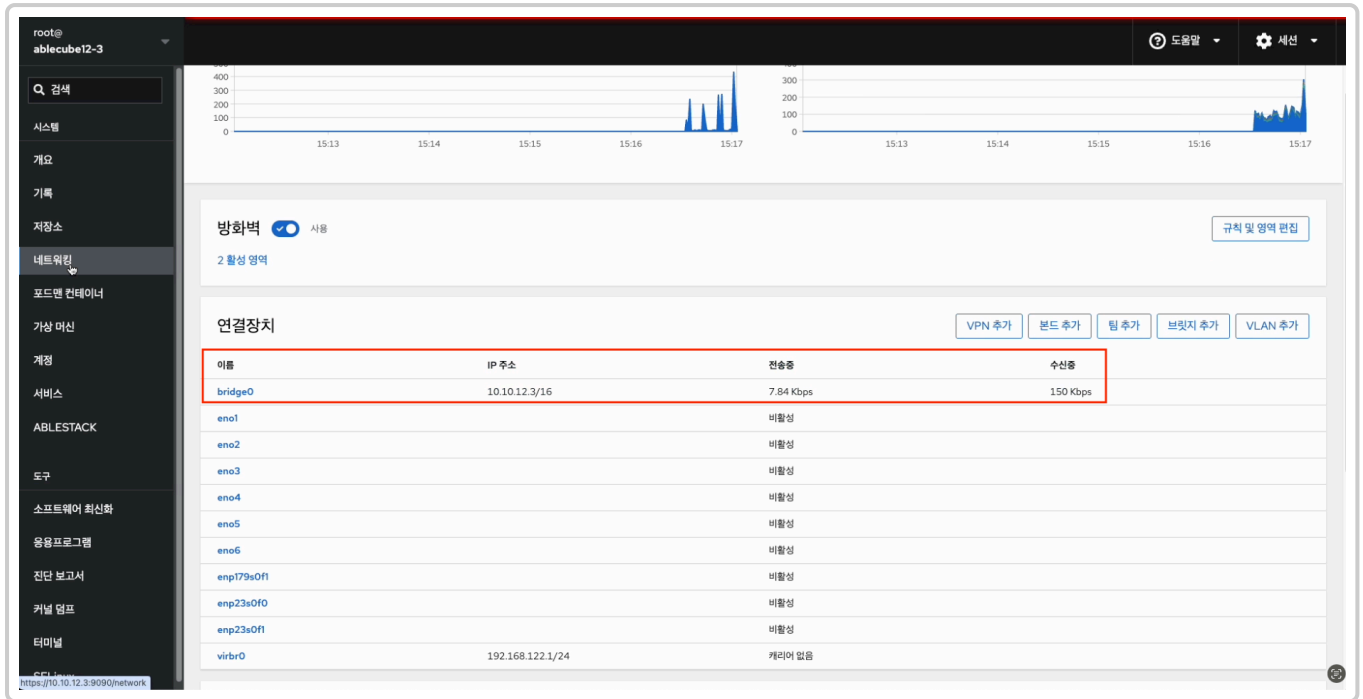 root@
ablecube12-3
도움말
세션
검색
시스템
개요
기록
저장소
네트워킹
포드맨 컨테이너
가상 머신
계정
서비스
ABLESTACK
도구
소프트웨어 최신화
응용프로그램
진단 보고서
커널 덤프
터미널
https://10.10.12.3:9090/network
400
300
200
100
0
15:13 15:14 15:15 15:16 15:17
300
200
100
0
15:13 15:14 15:15 15:16 15:17
방화벽 사용
규칙 및 영역 편집
2 활성 영역
연결장치
VPN 추가 본드 추가 팀 추가 브릿지 추가 VLAN 추가
이름 IP 주소 전송중 수신중
bridge0 10.10.12.3/16 7.84 Kbps 150 Kbps
eno1 비활성
eno2 비활성
eno3 비활성
eno4 비활성
eno5 비활성
eno6 비활성
enp179s0f1 비활성
enp23s0f0 비활성
enp23s0f1 비활성
virbr0 192.168.122.1/24 캐리어 없음